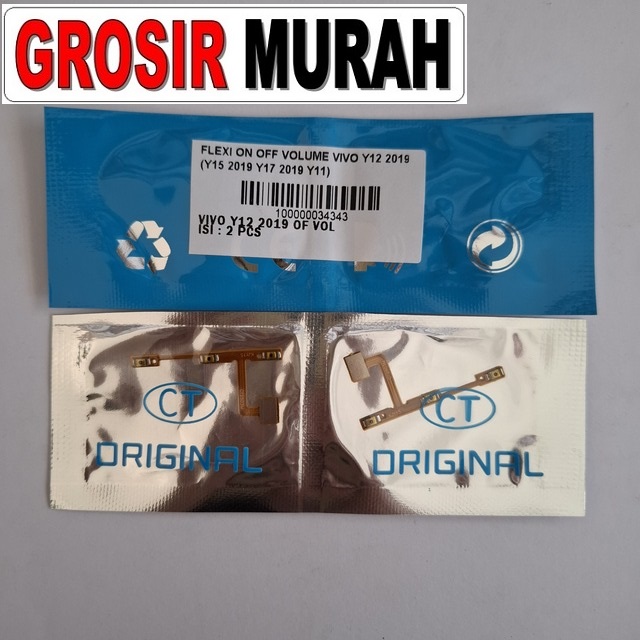 GROSIR MURAH
FLEXI ON OFF VOLUME VIVO Y12 2019
(Y15 2019 Y17 2019 Y11)
100000034343
VIVO Y12 2019 OF VOL
ISI : 2 PCS
CT
ORIGINAL
CT
ORIGINAL